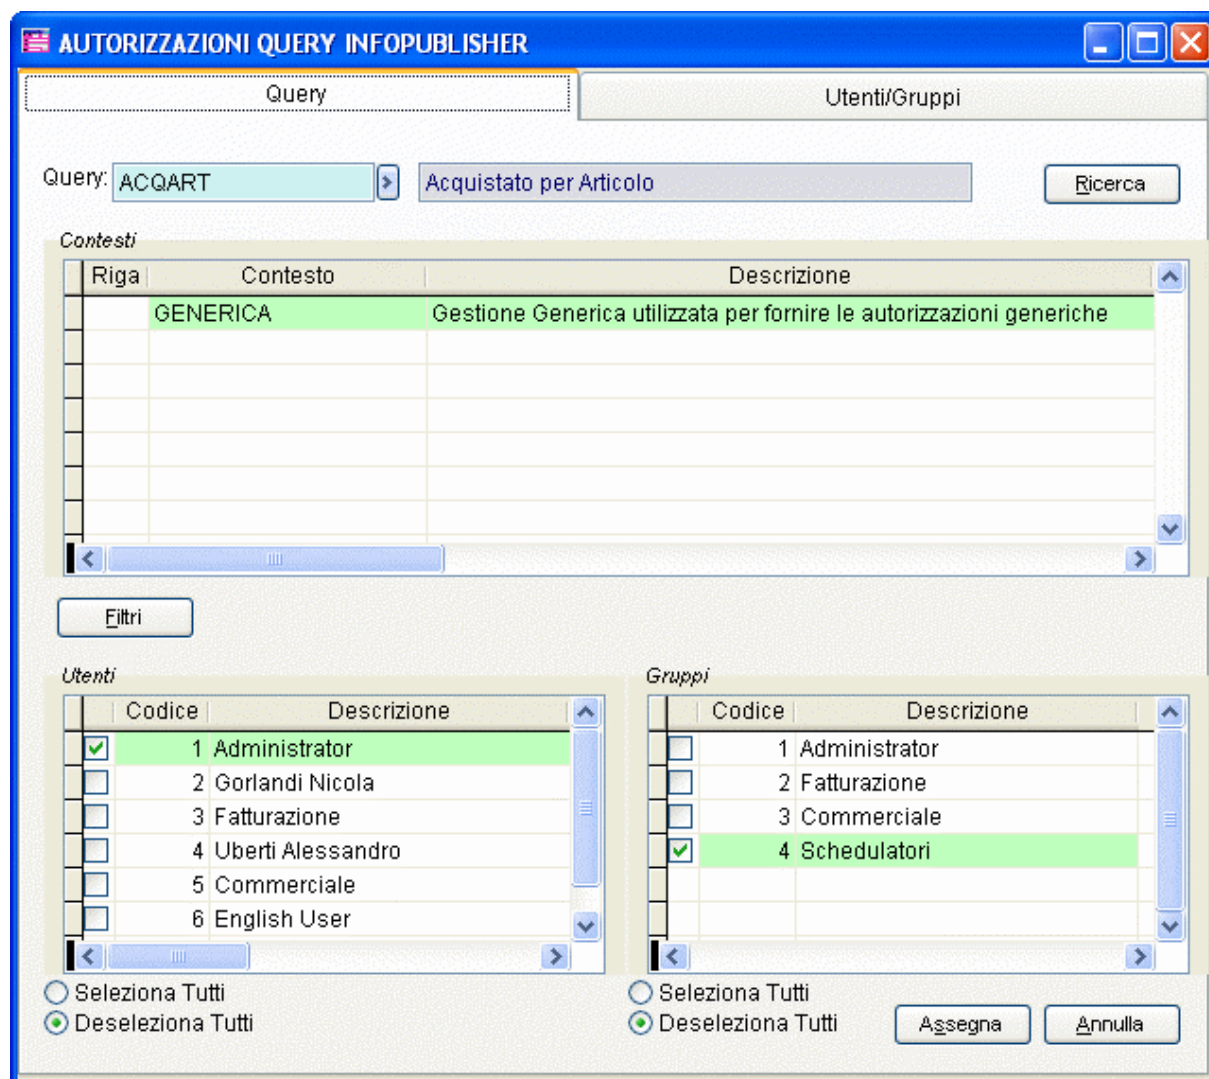 AUTORIZZAZIONI QUERY INFOPUBLISHER
Query Utenti/Gruppi
Query: ACQART Acquistato per Articolo Ricerca
Contesti
Riga Contesto Descrizione
GENERICA Gestione Generica utilizzata per fornire le autorizzazioni generiche
Filtri
Utenti Gruppi
Codice Descrizione Codice Descrizione
1 Administrator 1 Administrator
2 Gorlandi Nicola 2 Fatturazione
3 Fatturazione 3 Commerciale
4 Uberti Alessandro 4 Schedulatori
5 Commerciale
6 English User
Seleziona Tutti Seleziona Tutti
Deseleziona Tutti Deseleziona Tutti Assegna Annulla